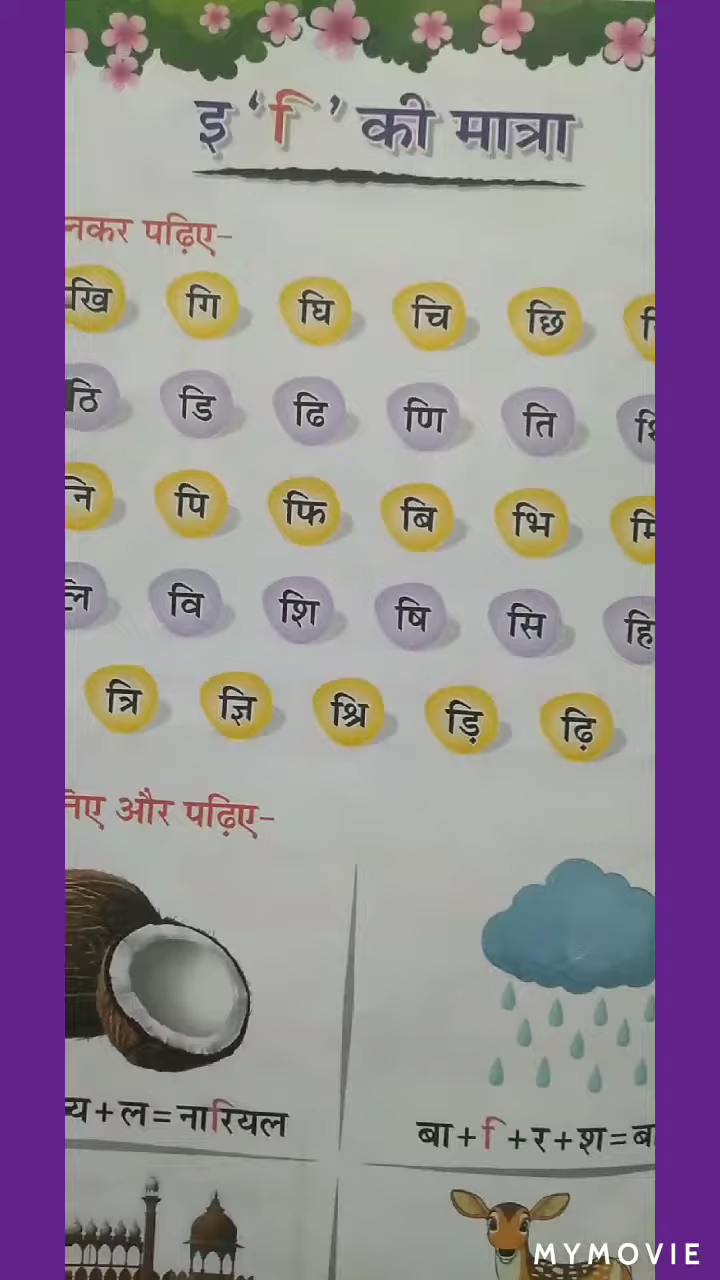 इ ‘ि’ की मात्रा
नकर पढ़िए–
खि गि घि चि छि
ठि डि ढि णि ति
नि पि फि बि भि मि
वि शि षि सि हि
त्रि ज्ञि श्रि ड़ि ढ़ि
और पढ़िए–
य+ल=नारियल
बा+ि+र+श=
MYMOVIE